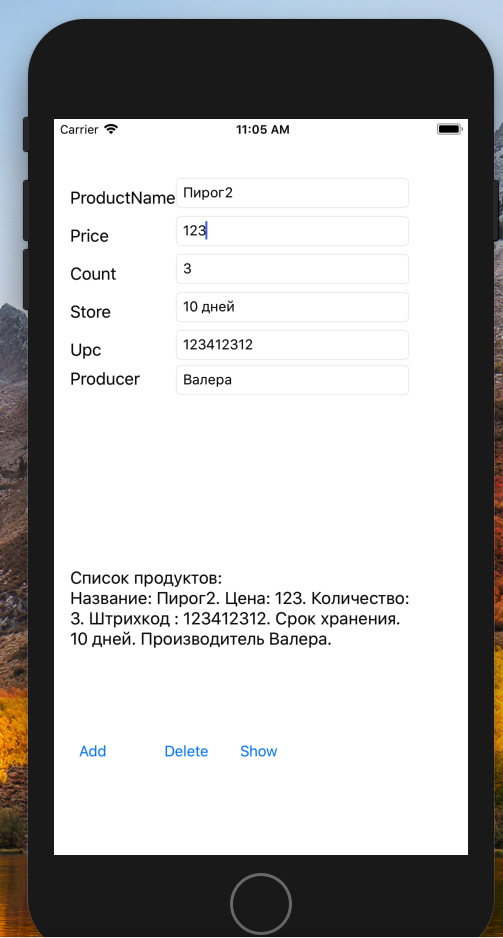 Carrier 11:05 AM
ProductName Пирог2
Price 123
Count 3
Store 10 дней
Upc 123412312
Producer Валера
Список продуктов:
Название: Пирог2. Цена: 123. Количество:
3. Штрихкод : 123412312. Срок хранения.
10 дней. Производитель Валера.
Add Delete Show